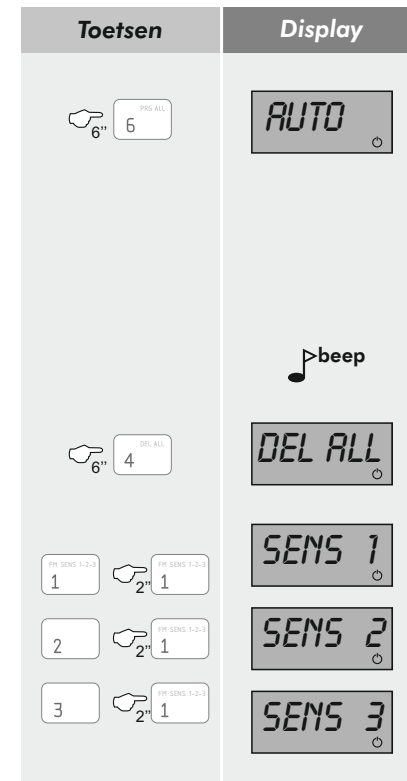 Toetsen Display
PRG ALL
6” 6 AUTO
beep
DEL ALL
6” 4 DEL ALL
FM SENS 1-2-3 FM SENS 1-2-3
1 2” 1 SENS 1
FM SENS 1-2-3
2 2” 1 SENS 2
FM SENS 1-2-3
3 2” 1 SENS 3